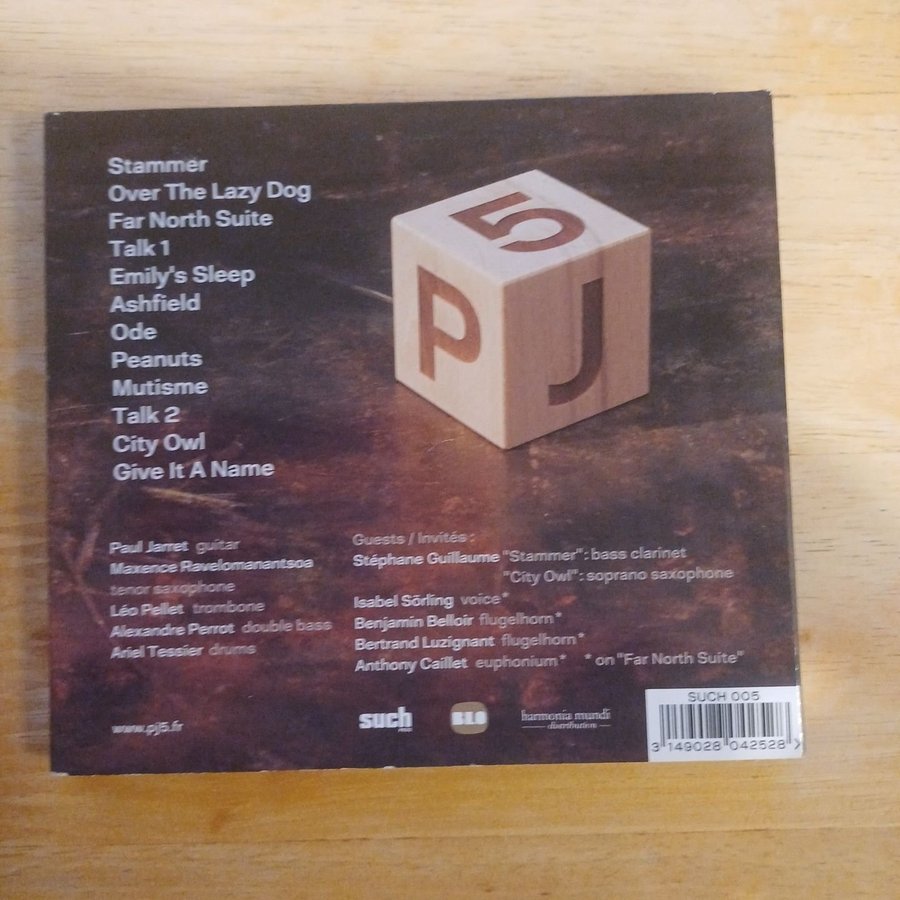 Stammer
Over The Lazy Dog
Far North Suite
Talk 1
Emily's Sleep
Ashfield
Ode
Peanuts
Mutisme
Talk 2
City Owl
Give It A Name
5
P J
Paul Jarret guitar
Maxence Ravelomanantsoa
tenor saxophone
Léo Pellet trombone
Alexandre Perrot double bass
Ariel Tessier drums
Guests / Invités :
Stéphane Guillaume "Stammer" : bass clarinet
"City Owl" : soprano saxophone
Isabel Sörling voice*
Benjamin Belloir flugelhorn*
Bertrand Luzignant flugelhorn*
Anthony Caillet euphonium* * on "Far North Suite"
www.pj5.fr
such
harmonia mundi
distribution
SUCH 005
3 149028 042528 >